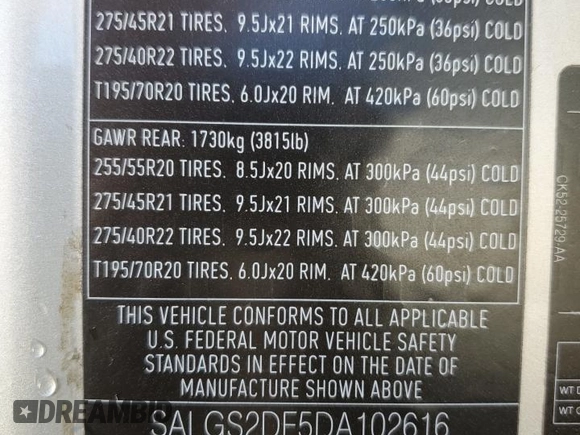 275/45R21 TIRES, 9.5Jx21 RIMS, AT 250kPa (36psi) COLD
275/40R22 TIRES, 9.5Jx22 RIMS, AT 250kPa (36psi) COLD
T195/70R20 TIRES, 6.0Jx20 RIM, AT 420kPa (60psi) COLD
GAWR REAR: 1730kg (3815lb)
255/55R20 TIRES, 8.5Jx20 RIMS, AT 300kPa (44psi) COLD
275/45R21 TIRES, 9.5Jx21 RIMS, AT 300kPa (44psi) COLD
275/40R22 TIRES, 9.5Jx22 RIMS, AT 300kPa (44psi) COLD
T195/70R20 TIRES, 6.0Jx20 RIM, AT 420kPa (60psi) COLD
THIS VEHICLE CONFORMS TO ALL APPLICABLE
U.S. FEDERAL MOTOR VEHICLE SAFETY
STANDARDS IN EFFECT ON THE DATE OF
MANUFACTURE SHOWN ABOVE
SALGS2DF5DA102616
CK52-25729-AA
WT
WT
DREAMBID